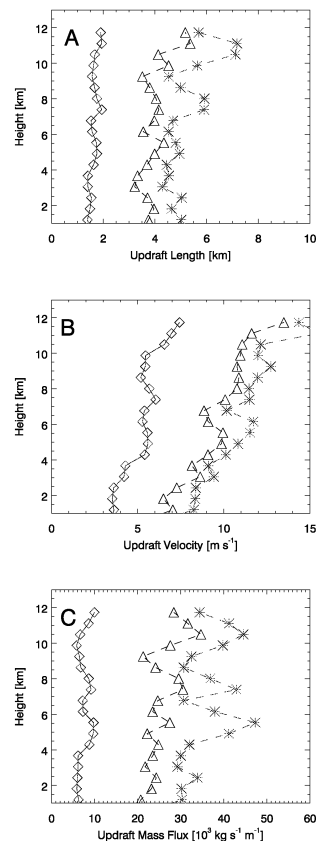 12
A
10
Height [km]
8
6
4
2
0 2 4 6 8 10
Updraft Length [km]
12
B
10
Height [km]
8
6
4
2
0 5 10 15
Updraft Velocity [m s⁻¹]
12
C
10
Height [km]
8
6
4
2
0 10 20 30 40 50 60
Updraft Mass Flux [10³ kg s⁻¹ m⁻¹]